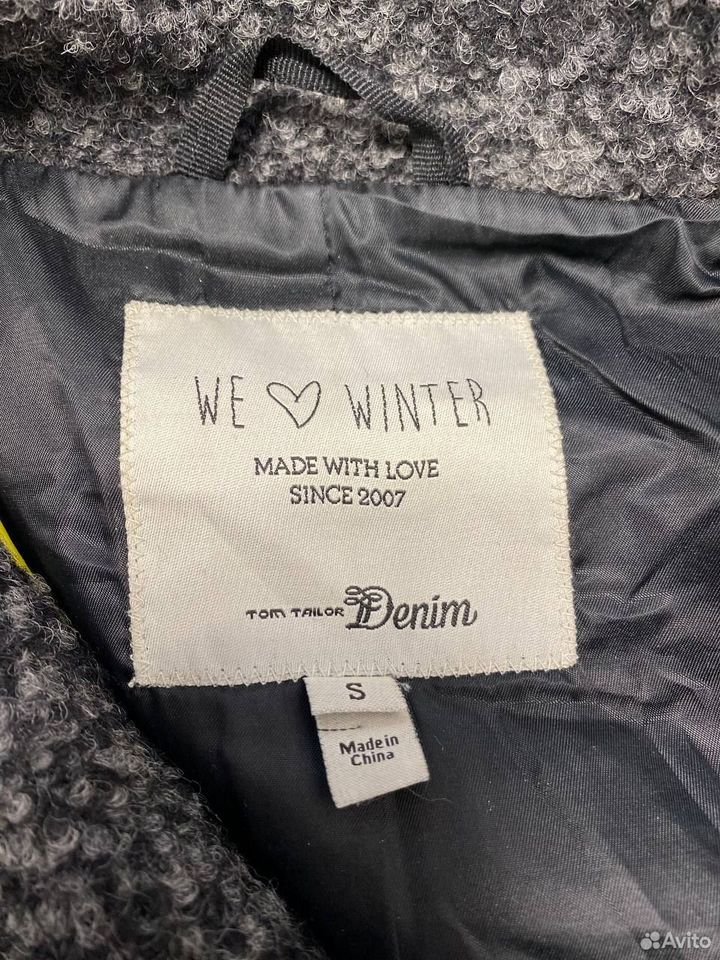 WE ♡ WINTER
MADE WITH LOVE
SINCE 2007
TOM TAILOR Denim
S
Made in
China
Avito